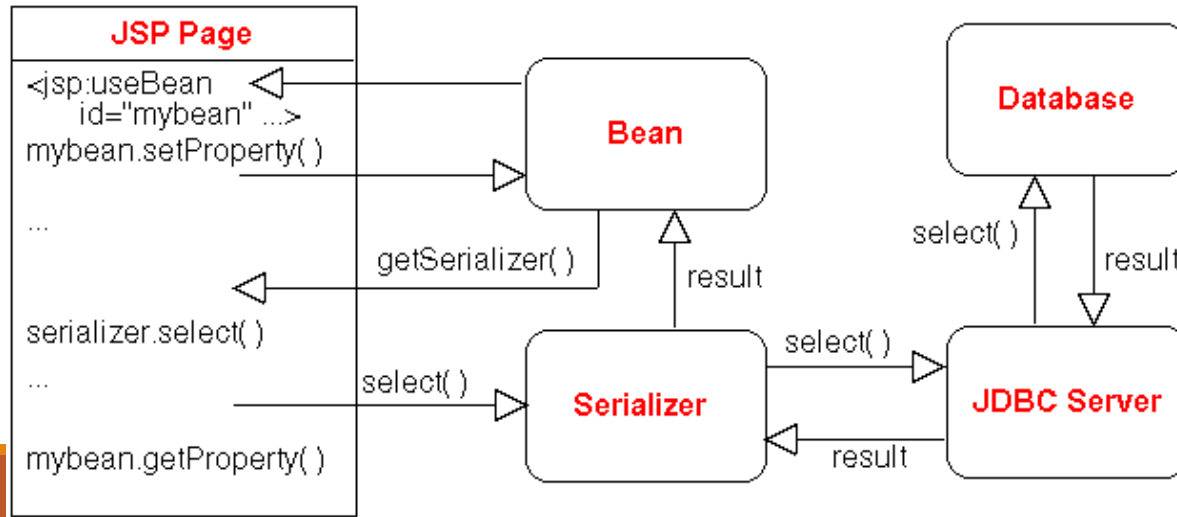 JSP Page
<jsp:useBean
id="mybean" ...>
mybean.setProperty( )
...
serializer.select( )
...
mybean.getProperty( )
Bean
getSerializer( )
result
select( )
Serializer
select( )
result
Database
select( )
result
JDBC Server